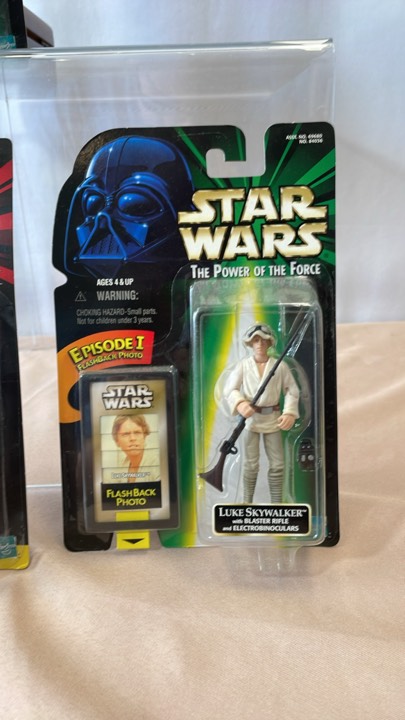 ASST. NO. 69680
NO. 84036
STAR
WARS
THE POWER OF THE FORCE
AGES 4 & UP
WARNING:
CHOKING HAZARD-Small parts.
Not for children under 3 years.
EPISODE I
FLASHBACK PHOTO
STAR
WARS
FLASHBACK
PHOTO
LUKE SKYWALKER™
with BLASTER RIFLE
and ELECTROBINOCULARS